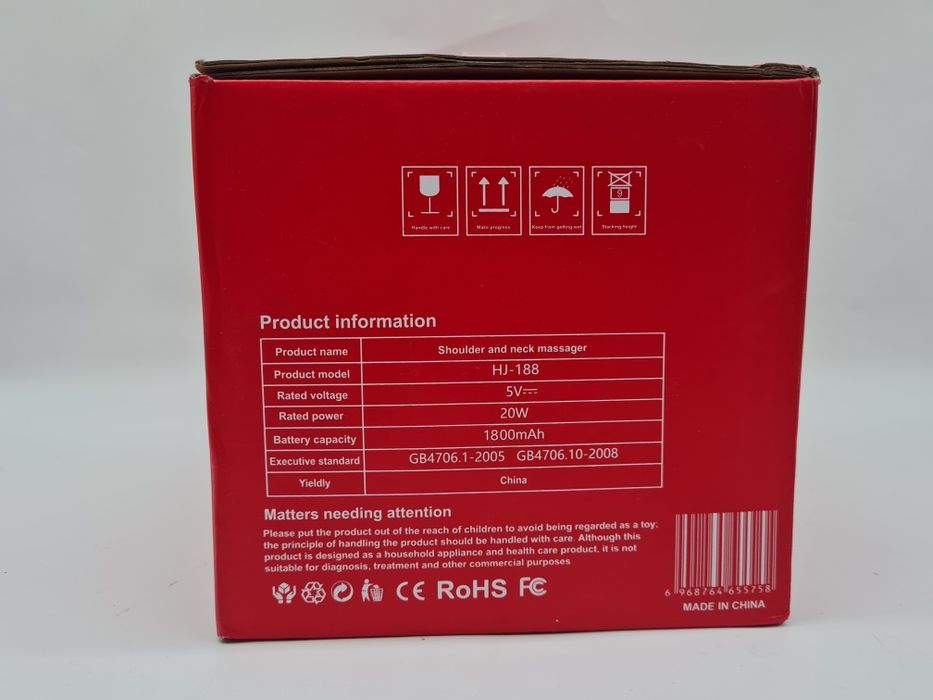 9
Handle with care Make progless Keep from getting wet Stacking height
Product information
Product name Shoulder and neck massager
Product model HJ-188
Rated voltage 5V⎓
Rated power 20W
Battery capacity 1800mAh
Executive standard GB4706.1-2005 GB4706.10-2008
Yieldly China
Matters needing attention
Please put the product out of the reach of children to avoid being regarded as a toy;
the principle of handling the product should be handled with care. Although this
product is designed as a household appliance and health care product, it is not
suitable for diagnosis, treatment and other commercial purposes
CE RoHS FC
6 968764 655758
MADE IN CHINA